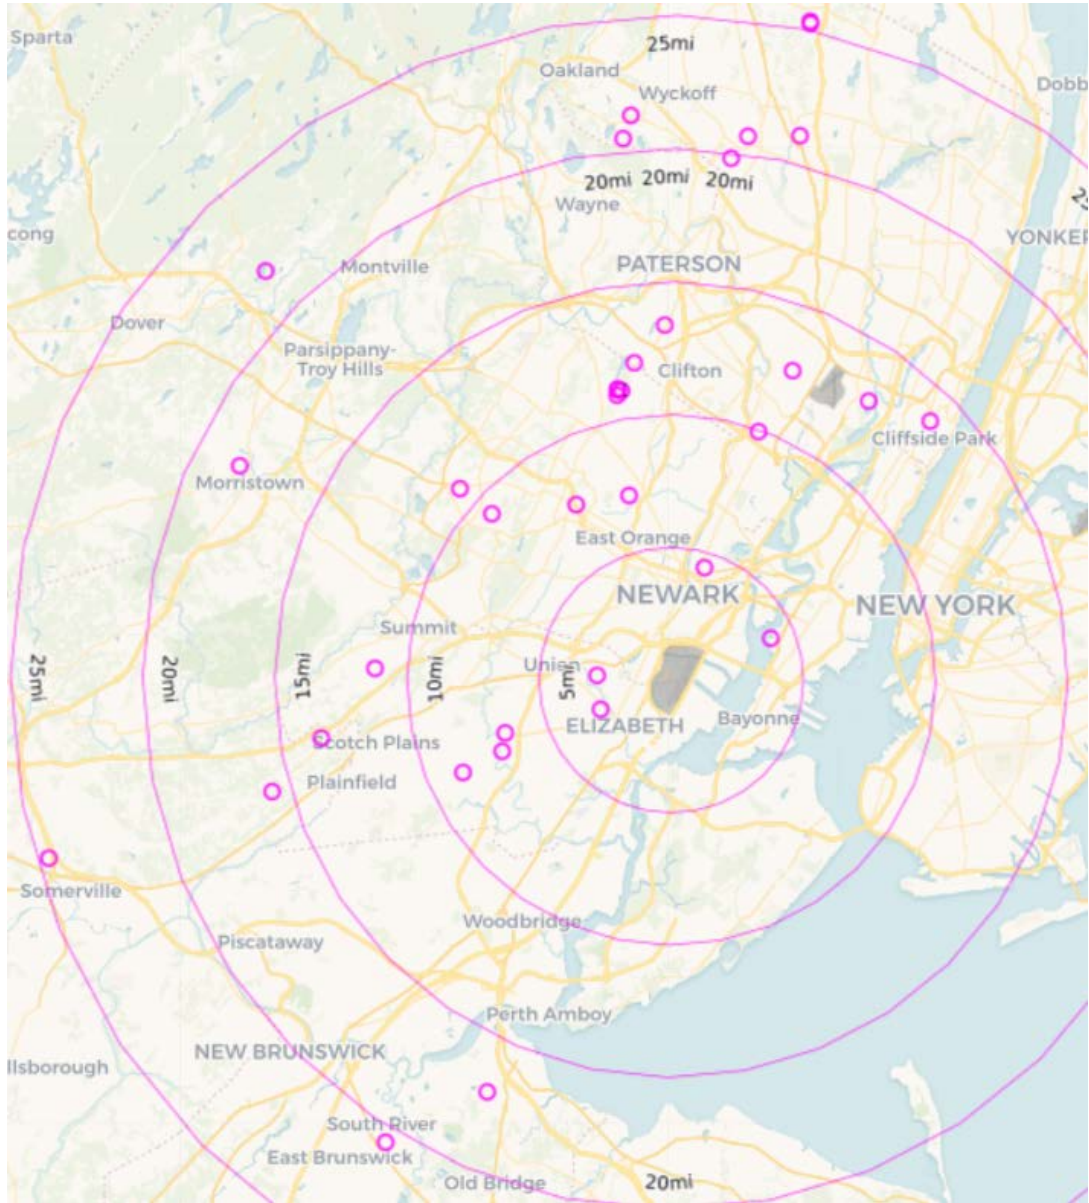 Sparta
25mi
Oakland
Dobb
Wyckoff
20mi
20mi
20mi
Wayne
cong
YONKER
PATERSON
Montville
Dover
Parsippany-
Troy Hills
Clifton
Cliffside Park
Morristown
East Orange
NEWARK
NEW YORK
Summit
Union
25mi
20mi
15mi
10mi
5mi
ELIZABETH
Bayonne
Scotch Plains
Plainfield
Somerville
Woodbridge
Piscataway
Perth Amboy
NEW BRUNSWICK
llsborough
South River
East Brunswick
Old Bridge
20mi